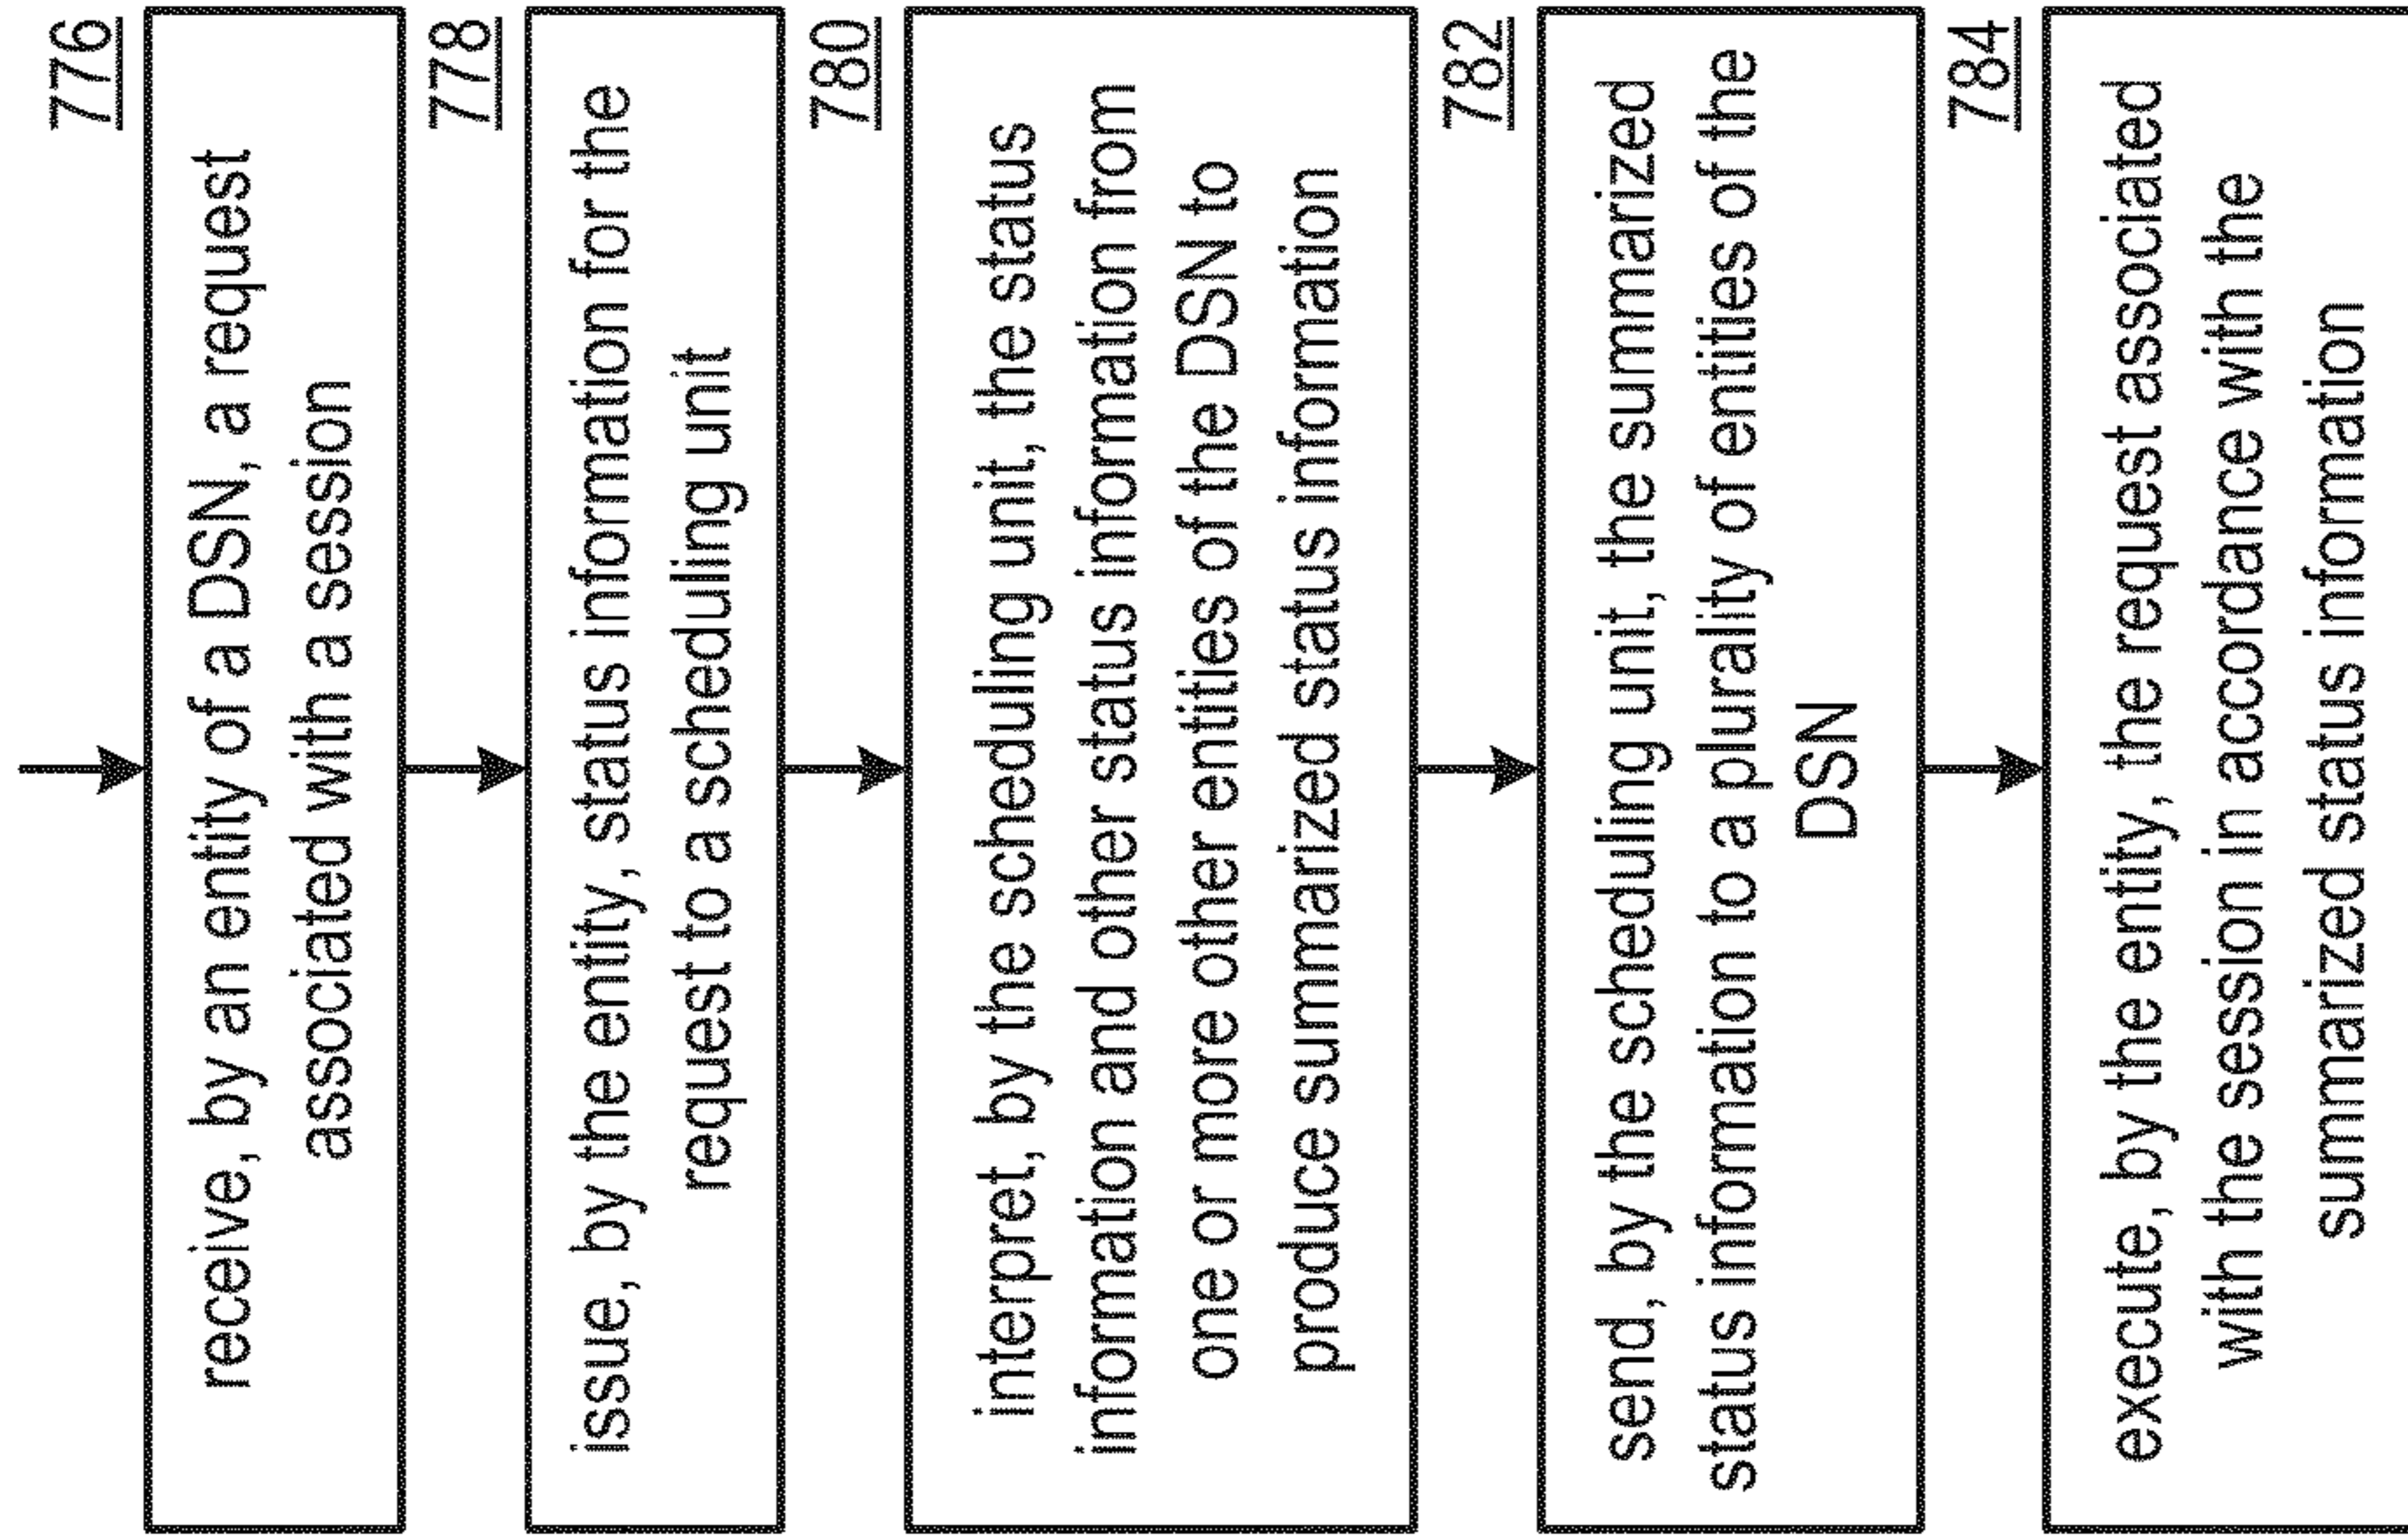 776
receive, by an entity of a DSN, a request
associated with a session
778
issue, by the entity, status information for the
request to a scheduling unit
780
interpret, by the scheduling unit, the status
information and other status information from
one or more other entities of the DSN to
produce summarized status information
782
send, by the scheduling unit, the summarized
status information to a plurality of entities of the
DSN
784
execute, by the entity, the request associated
with the session in accordance with the
summarized status information